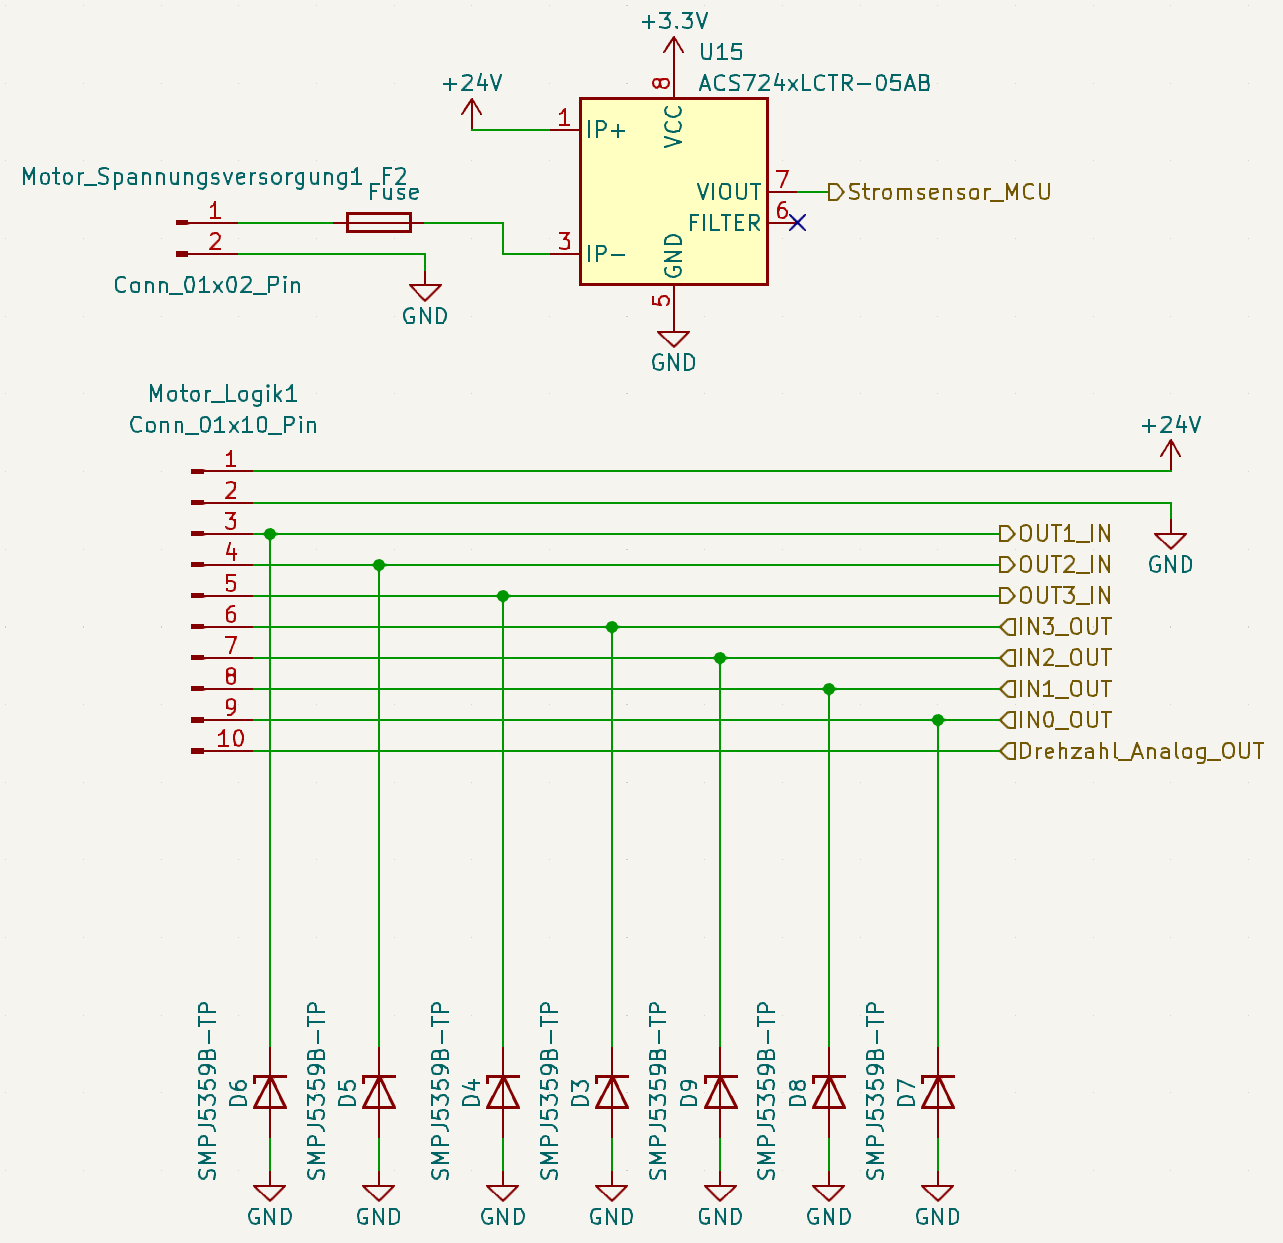 +3.3V
U15
ACS724xLCTR-05AB
+24V
8
1
IP+
VCC
Motor_Spannungsversorgung1
F2
Fuse
7
VIOUT
Stromsensor_MCU
1
6
FILTER
2
3
IP-
GND
5
Conn_01x02_Pin
GND
GND
Motor_Logik1
Conn_01x10_Pin
+24V
1
2
3
OUT1_IN
4
OUT2_IN
GND
5
OUT3_IN
6
IN3_OUT
7
IN2_OUT
8
IN1_OUT
9
IN0_OUT
10
Drehzahl_Analog_OUT
SMPJ5359B-TP
D6
SMPJ5359B-TP
D5
SMPJ5359B-TP
D4
SMPJ5359B-TP
D3
SMPJ5359B-TP
D9
SMPJ5359B-TP
D8
SMPJ5359B-TP
D7
GND
GND
GND
GND
GND
GND
GND